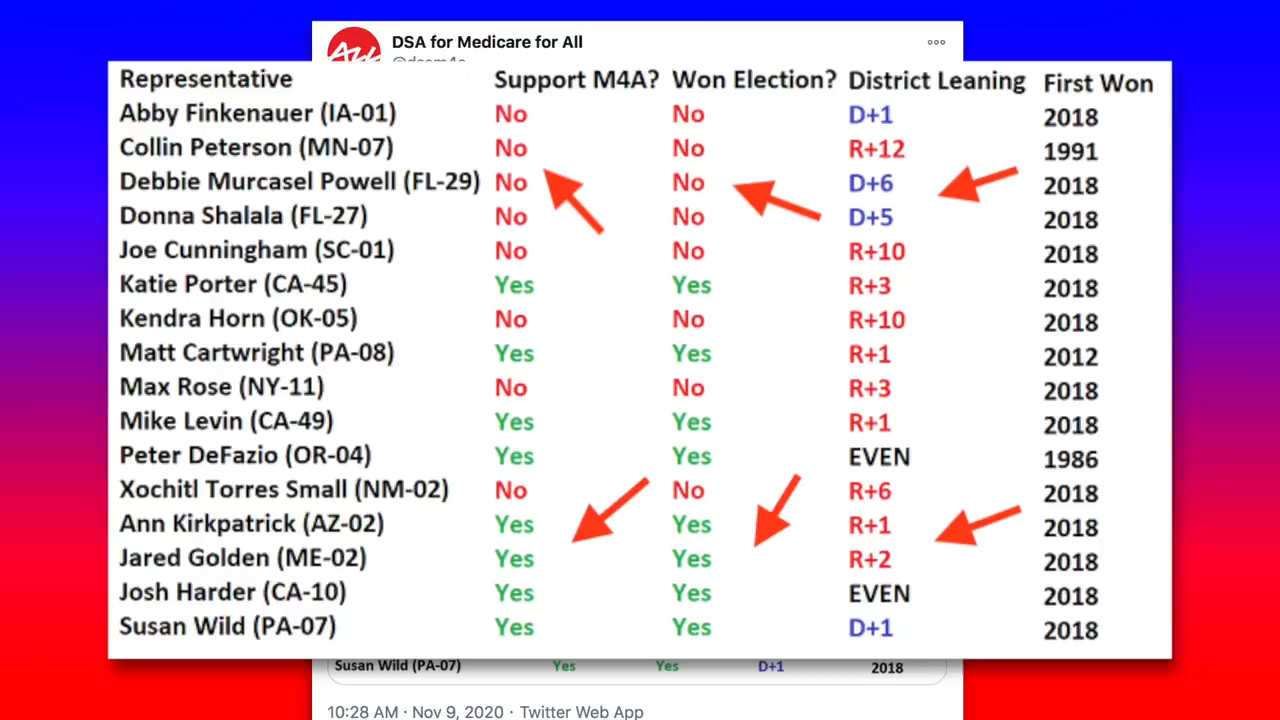 DSA for Medicare for All
@dsam4a
Representative Support M4A? Won Election? District Leaning First Won
Abby Finkenauer (IA-01) No No D+1 2018
Collin Peterson (MN-07) No No R+12 1991
Debbie Murcasel Powell (FL-29) No No D+6 2018
Donna Shalala (FL-27) No No D+5 2018
Joe Cunningham (SC-01) No No R+10 2018
Katie Porter (CA-45) Yes Yes R+3 2018
Kendra Horn (OK-05) No No R+10 2018
Matt Cartwright (PA-08) Yes Yes R+1 2012
Max Rose (NY-11) No No R+3 2018
Mike Levin (CA-49) Yes Yes R+1 2018
Peter DeFazio (OR-04) Yes Yes EVEN 1986
Xochitl Torres Small (NM-02) No No R+6 2018
Ann Kirkpatrick (AZ-02) Yes Yes R+1 2018
Jared Golden (ME-02) Yes Yes R+2 2018
Josh Harder (CA-10) Yes Yes EVEN 2018
Susan Wild (PA-07) Yes Yes D+1 2018
Susan Wild (PA-07) Yes Yes D+1 2018
10:28 AM · Nov 9, 2020 · Twitter Web App